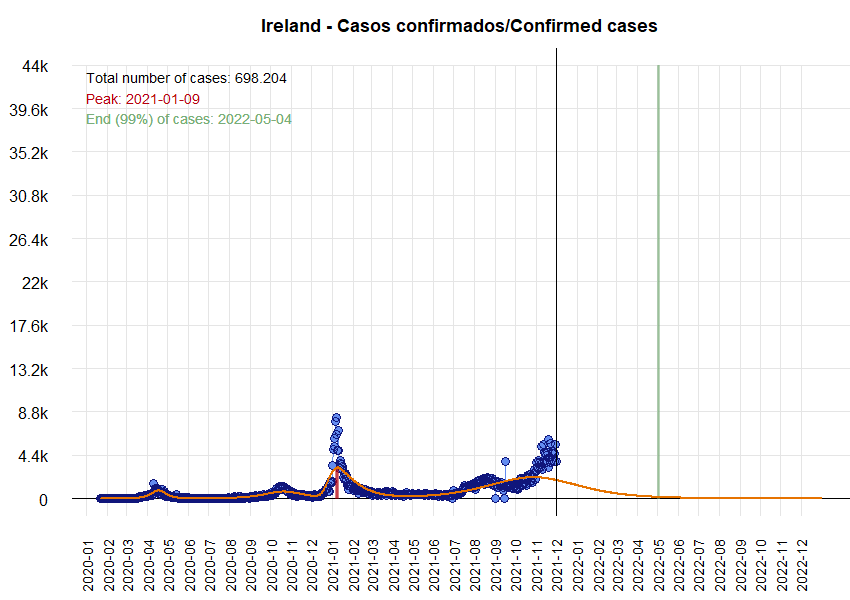 Ireland - Casos confirmados/Confirmed cases
44k
Total number of cases: 698.204
Peak: 2021-01-09
39.6k
End (99%) of cases: 2022-05-04
35.2k
30.8k
26.4k
22k
17.6k
13.2k
8.8k
4.4k
0
2020-01
2020-02
2020-03
2020-04
2020-05
2020-06
2020-07
2020-08
2020-09
2020-10
2020-11
2020-12
2021-01
2021-02
2021-03
2021-04
2021-05
2021-06
2021-07
2021-08
2021-09
2021-10
2021-11
2021-12
2022-01
2022-02
2022-03
2022-04
2022-05
2022-06
2022-07
2022-08
2022-09
2022-10
2022-11
2022-12